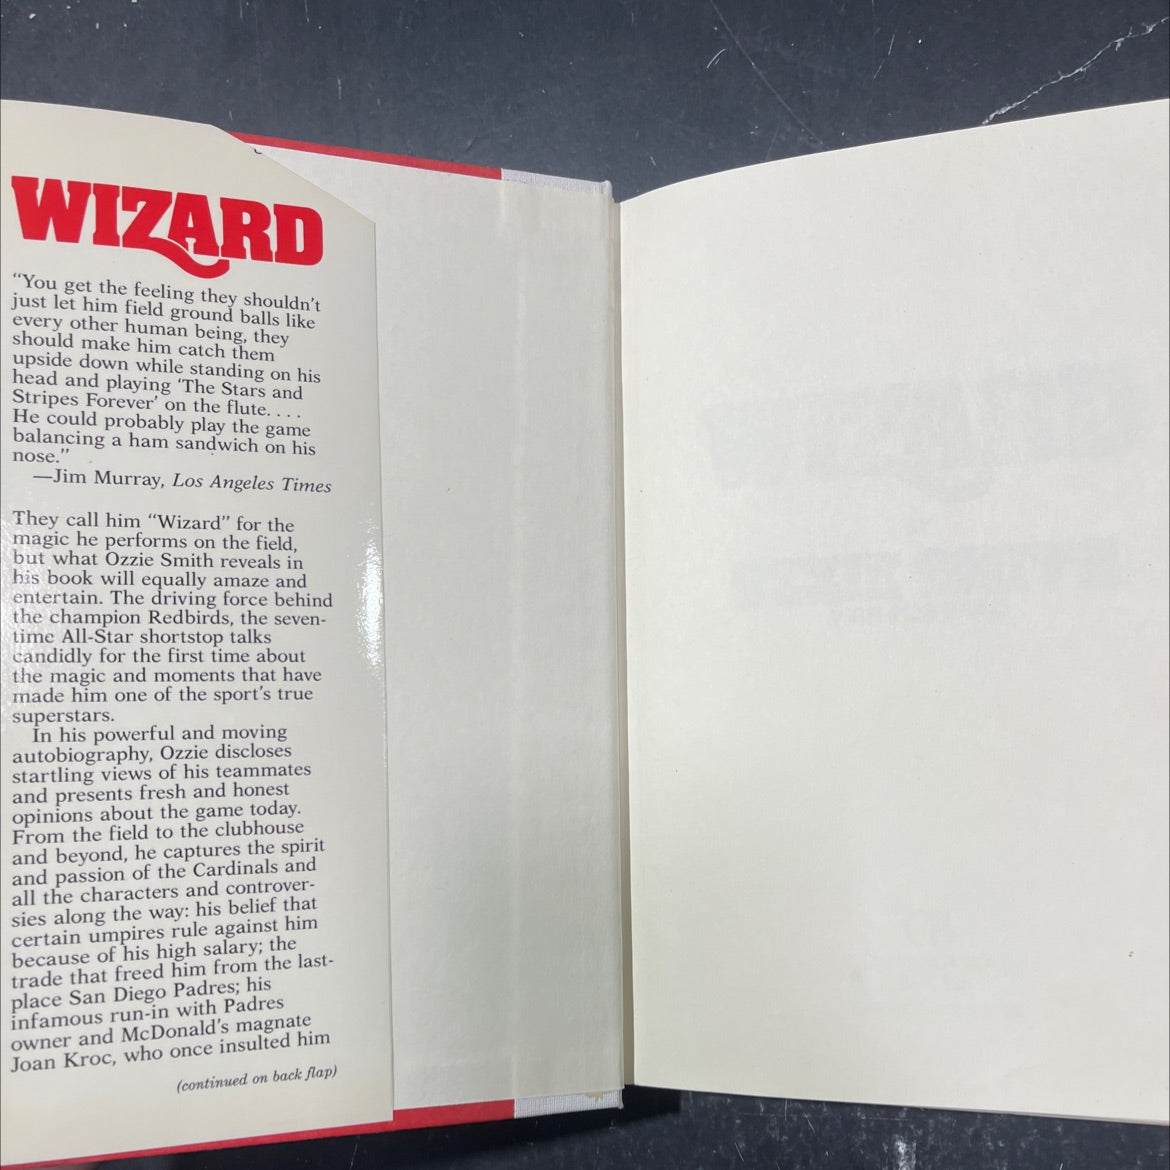 WIZARD
“You get the feeling they shouldn’t
just let him field ground balls like
every other human being, they
should make him catch them
upside down while standing on his
head and playing ‘The Stars and
Stripes Forever’ on the flute. . . .
He could probably play the game
balancing a ham sandwich on his
nose.”
—Jim Murray, Los Angeles Times
They call him “Wizard” for the
magic he performs on the field,
but what Ozzie Smith reveals in
his book will equally amaze and
entertain. The driving force behind
the champion Redbirds, the seven-
time All-Star shortstop talks
candidly for the first time about
the magic and moments that have
made him one of the sport’s true
superstars.
In his powerful and moving
autobiography, Ozzie discloses
startling views of his teammates
and presents fresh and honest
opinions about the game today.
From the field to the clubhouse
and beyond, he captures the spirit
and passion of the Cardinals and
all the characters and controver-
sies along the way: his belief that
certain umpires rule against him
because of his high salary; the
trade that freed him from the last-
place San Diego Padres; his
infamous run-in with Padres
owner and McDonald’s magnate
Joan Kroc, who once insulted him
(continued on back flap)